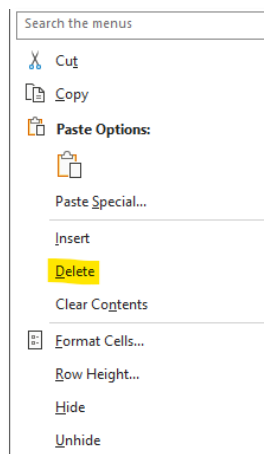 Search the menus
Cut
Copy
Paste Options:
Paste Special...
Insert
Delete
Clear Contents
Format Cells...
Row Height...
Hide
Unhide